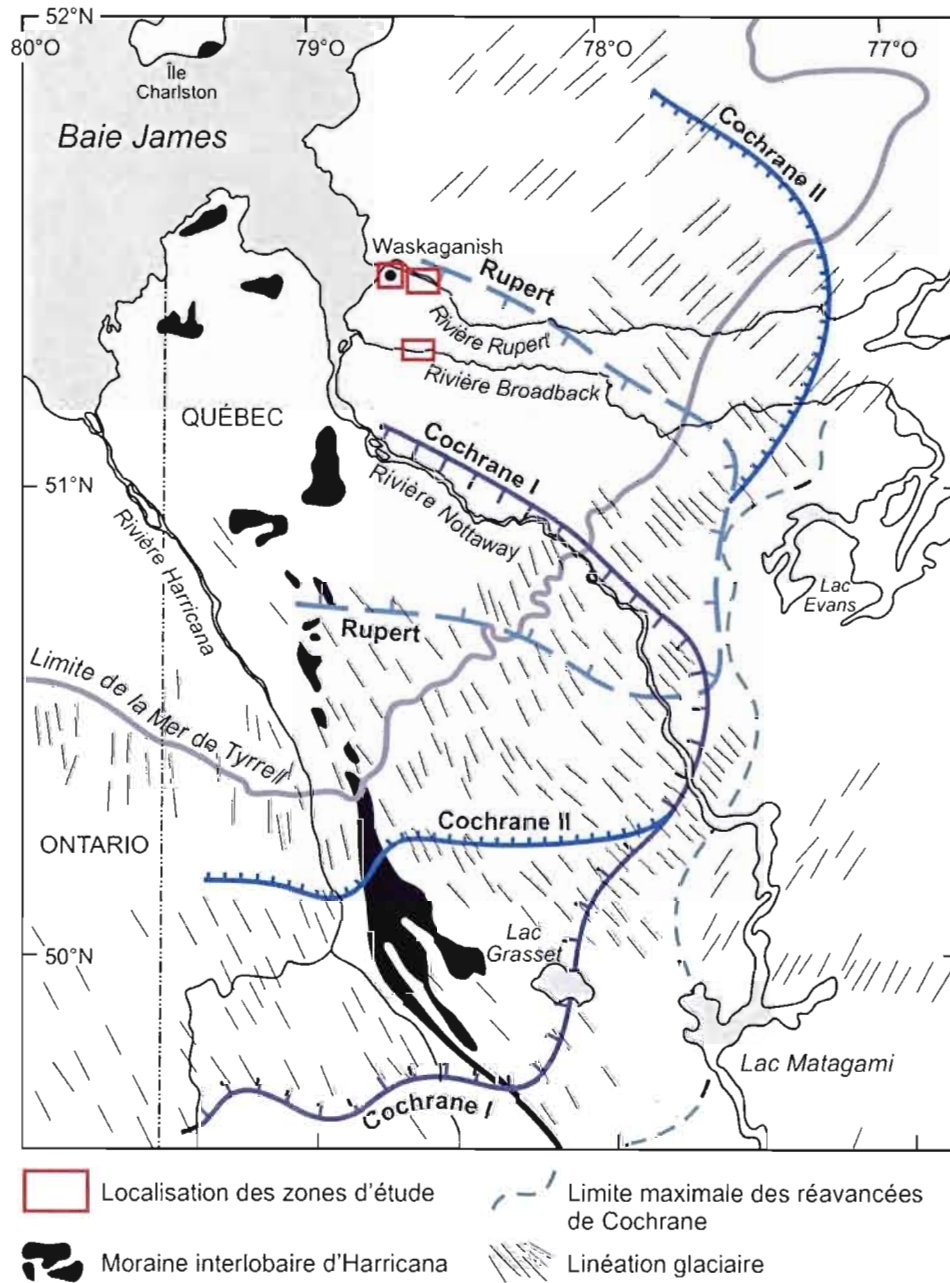 52°N
80°O
79°O
78°O
77°O
Île
Charlston
Baie James
Cochrane II
Waskaganish
Rupert
Rivière Rupert
Rivière Broadback
QUÉBEC
Cochrane I
51°N
Rivière Nottaway
Rivière Harricana
Lac
Evans
Rupert
Limite de la Mer de Tyrrell
Cochrane II
ONTARIO
Lac
Grasset
50°N
Lac Matagami
Cochrane I
Localisation des zones d'étude
Limite maximale des réavancées
de Cochrane
Moraine interlobaire d'Harricana
Linéation glaciaire